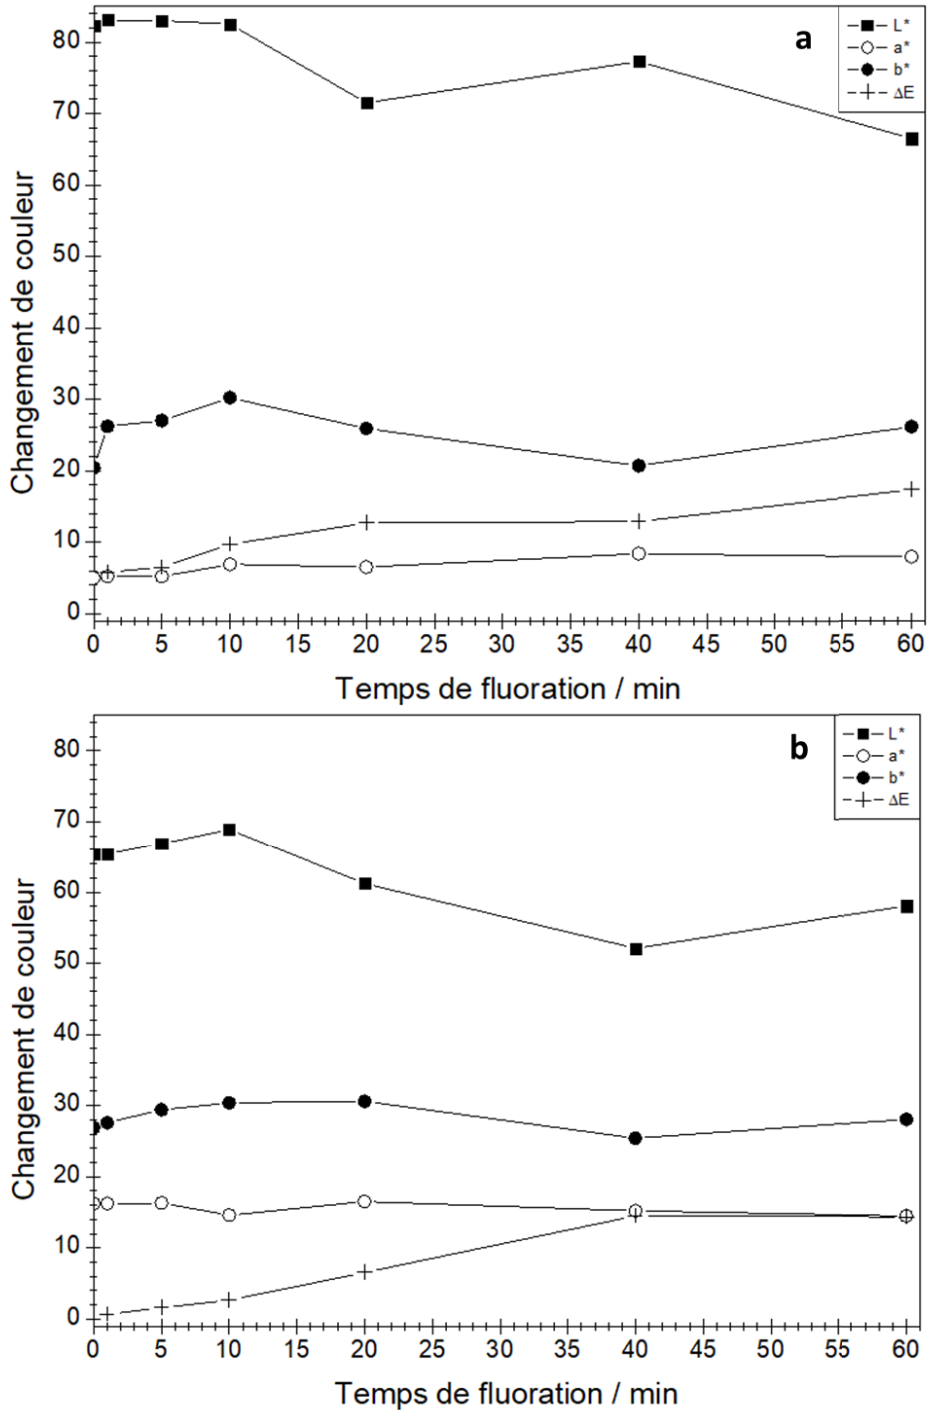 a
L*
a*
b*
ΔE
80
70
60
50
40
30
20
10
0
Changement de couleur
0 5 10 15 20 25 30 35 40 45 50 55 60
Temps de fluoration / min
b
L*
a*
b*
ΔE
80
70
60
50
40
30
20
10
0
Changement de couleur
0 5 10 15 20 25 30 35 40 45 50 55 60
Temps de fluoration / min